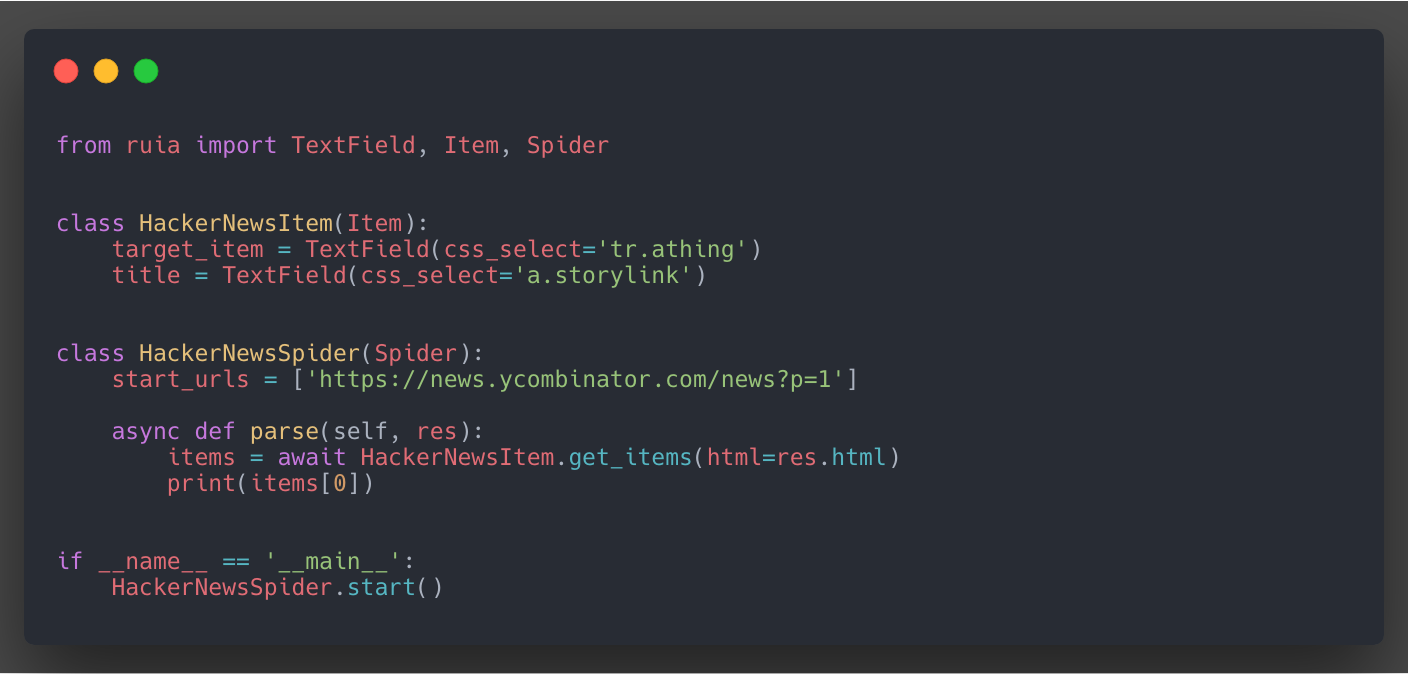 from ruia import TextField, Item, Spider
class HackerNewsItem(Item):
    target_item = TextField(css_select='tr.athing')
    title = TextField(css_select='a.storylink')
class HackerNewsSpider(Spider):
    start_urls = ['https://news.ycombinator.com/news?p=1']
    async def parse(self, res):
        items = await HackerNewsItem.get_items(html=res.html)
        print(items[0])
if __name__ == '__main__':
    HackerNewsSpider.start()